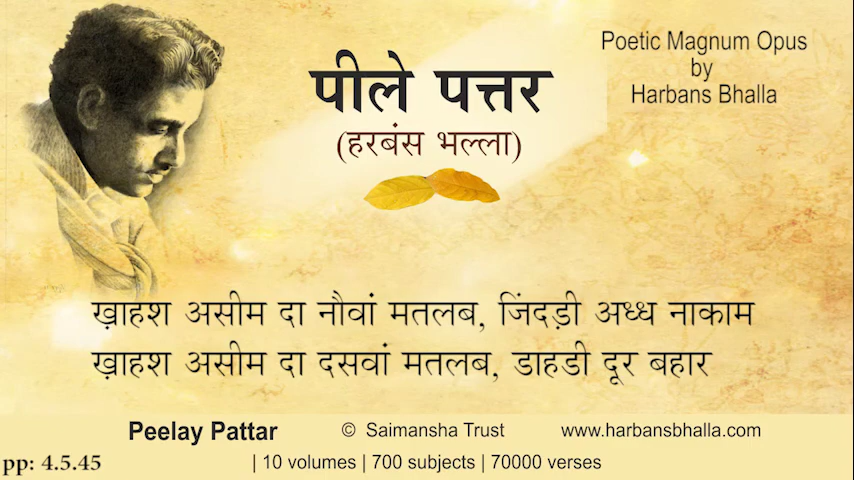 Poetic Magnum Opus
by
Harbans Bhalla
पीले पत्तर
(हरबंस भल्ला)
ख़ाहश असीम दा नौवां मतलब, जिंदड़ी अध्ध नाकाम
ख़ाहश असीम दा दसवां मतलब, डाहडी दूर बहार
Peelay Pattar © Saimansha Trust www.harbansbhalla.com
pp: 4.5.45 | 10 volumes | 700 subjects | 70000 verses